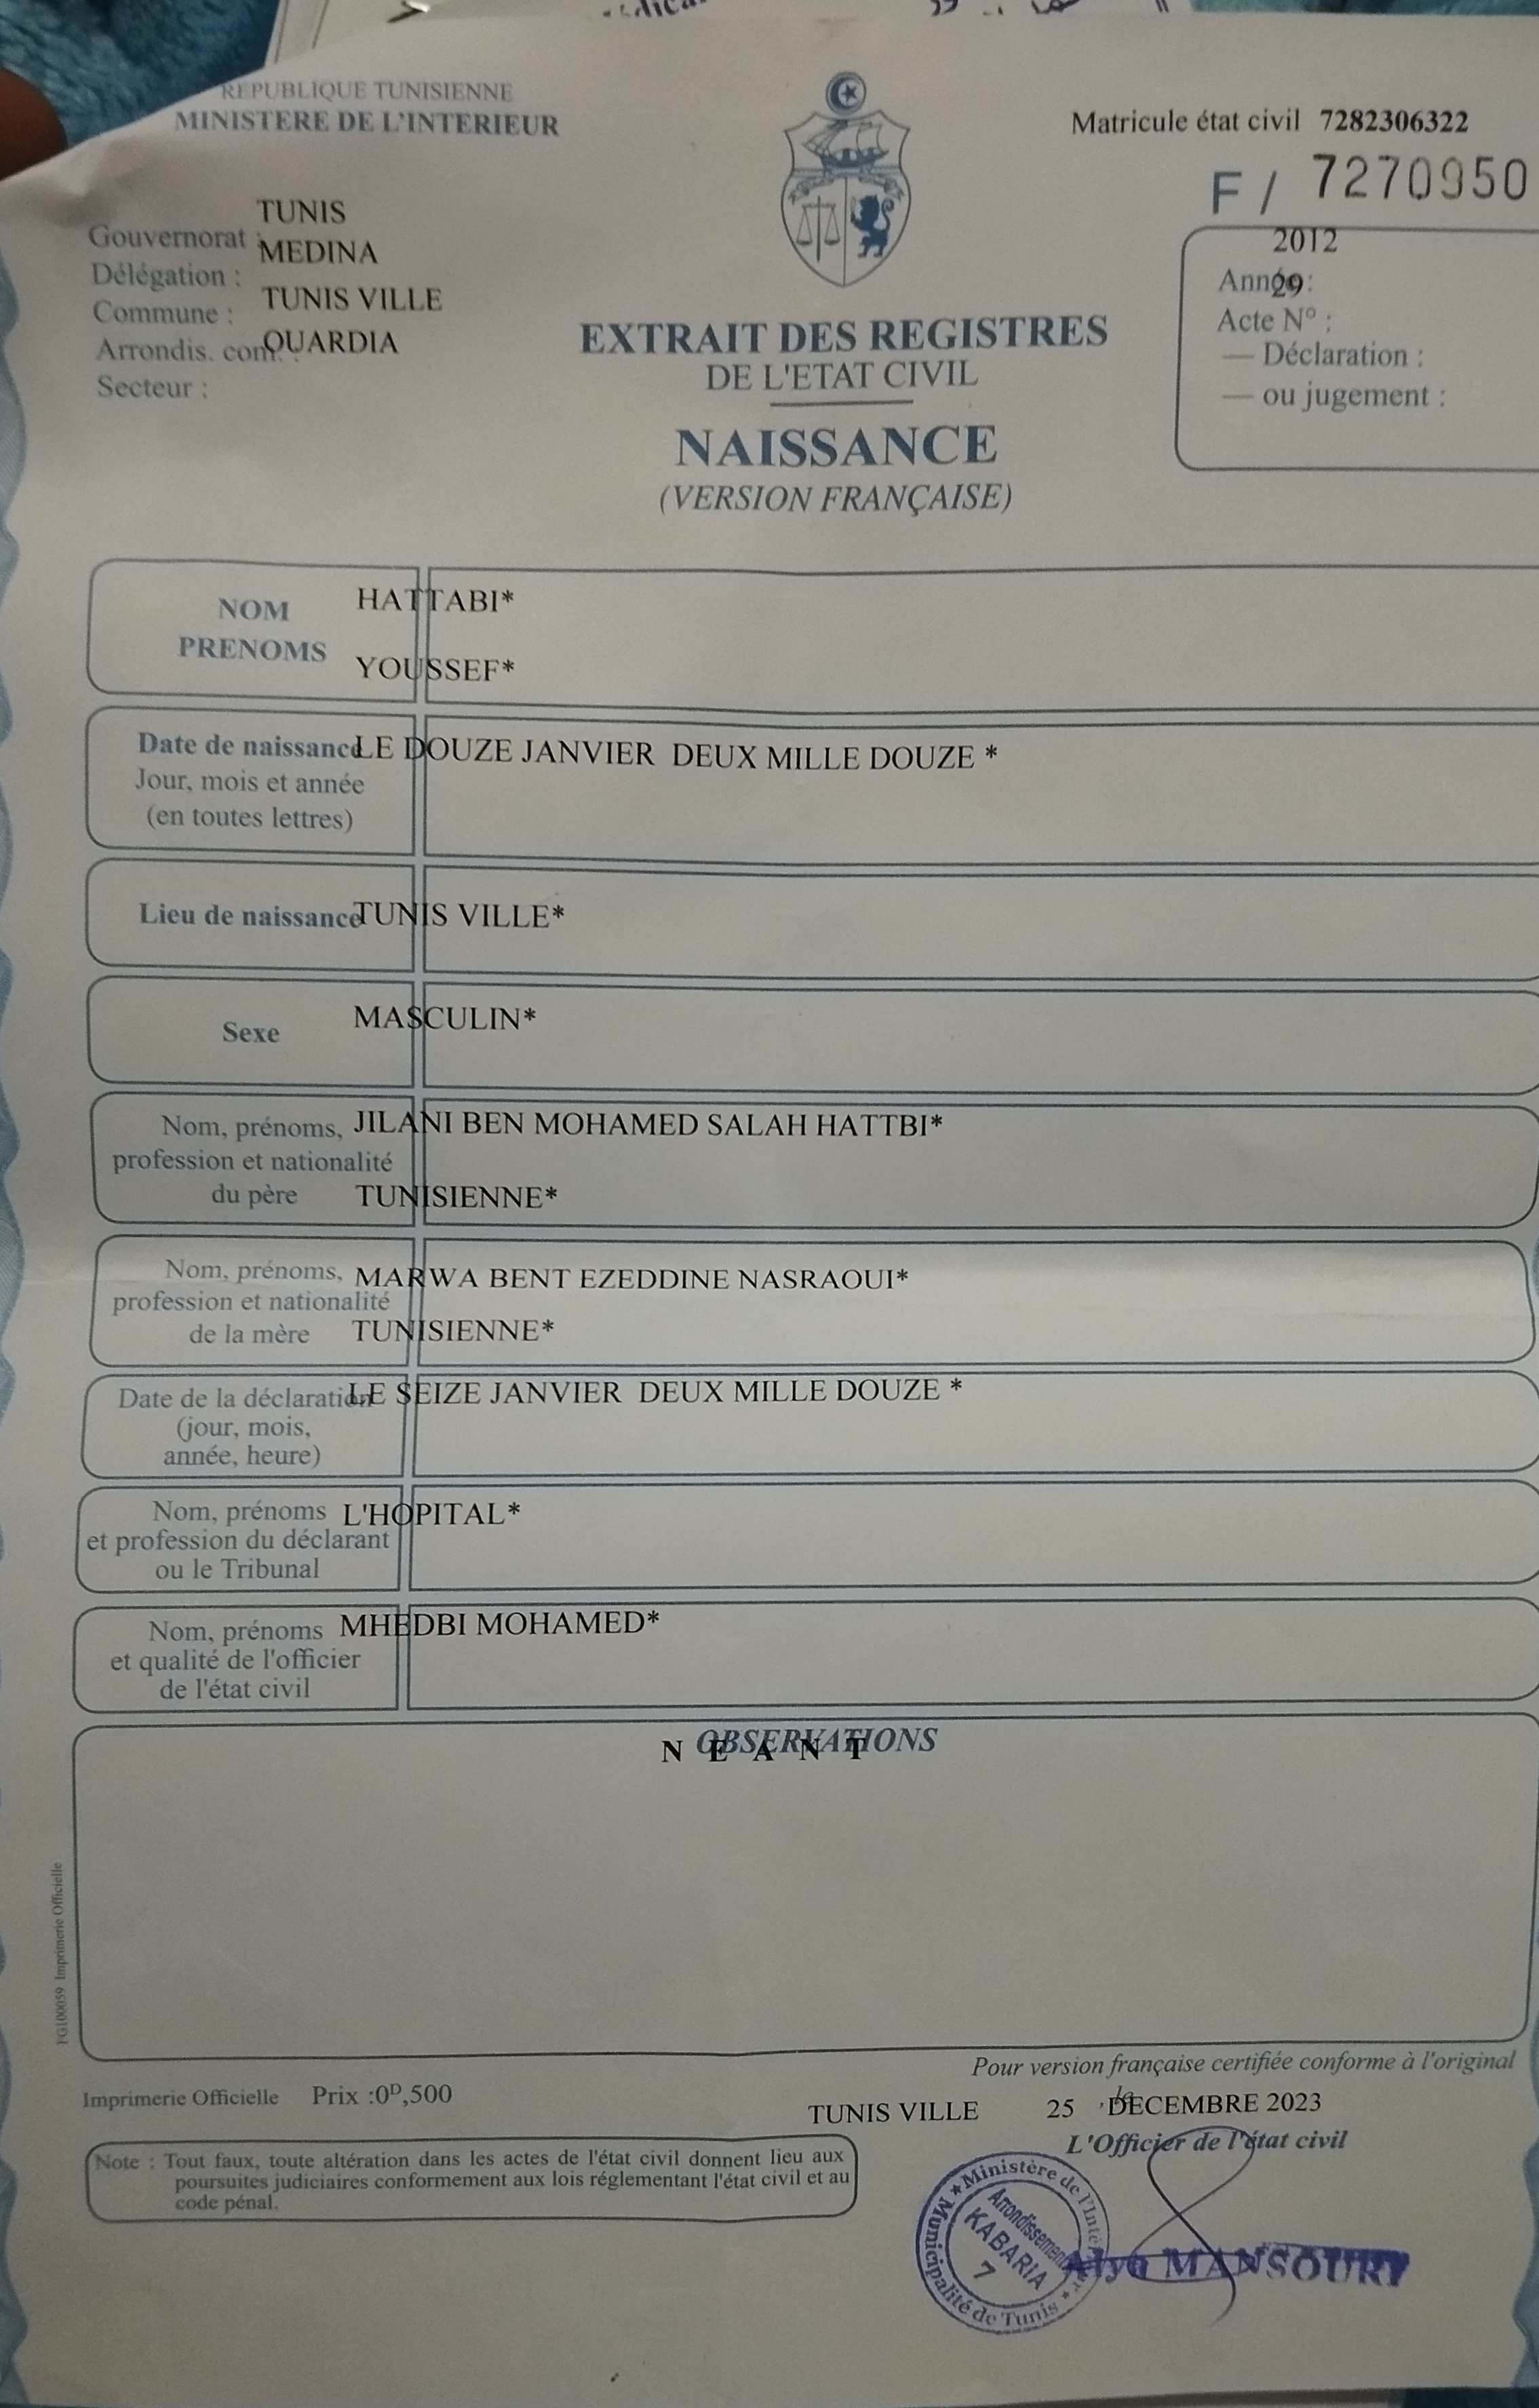 REPUBLIQUE TUNISIENNE
MINISTERE DE L'INTERIEUR
Matricule état civil 7282306322
F / 7270950
Gouvernorat : TUNIS
Délégation : MEDINA
Commune : TUNIS VILLE
Arrondis. com. : OUARDIA
Secteur :
2012
Année :
29
Acte N° :
— Déclaration :
— ou jugement :
EXTRAIT DES REGISTRES
DE L'ETAT CIVIL
NAISSANCE
(VERSION FRANÇAISE)
NOM HATTABI*
PRENOMS YOUSSEF*
Date de naissance LE DOUZE JANVIER DEUX MILLE DOUZE *
Jour, mois et année
(en toutes lettres)
Lieu de naissance TUNIS VILLE*
Sexe MASCULIN*
Nom, prénoms, JILANI BEN MOHAMED SALAH HATTBI*
profession et nationalité
du père TUNISIENNE*
Nom, prénoms, MARWA BENT EZEDDINE NASRAOUI*
profession et nationalité
de la mère TUNISIENNE*
Date de la déclaration LE SEIZE JANVIER DEUX MILLE DOUZE *
(jour, mois,
année, heure)
Nom, prénoms L'HOPITAL*
et profession du déclarant
ou le Tribunal
Nom, prénoms MHEDBI MOHAMED*
et qualité de l'officier
de l'état civil
OBSERVATIONS
N E A N T
FG100059 Imprimerie Officielle
Pour version française certifiée conforme à l'original
Imprimerie Officielle Prix :0ᴰ,500
TUNIS VILLE 25 , le DECEMBRE 2023
L'Officier de l'état civil
Note : Tout faux, toute altération dans les actes de l'état civil donnent lieu aux
poursuites judiciaires conformement aux lois réglementant l'état civil et au
code pénal.
Ministère de l'Intérieur
Municipalité de Tunis
Arrondissement
KABARIA
7
Alya MANSOURI